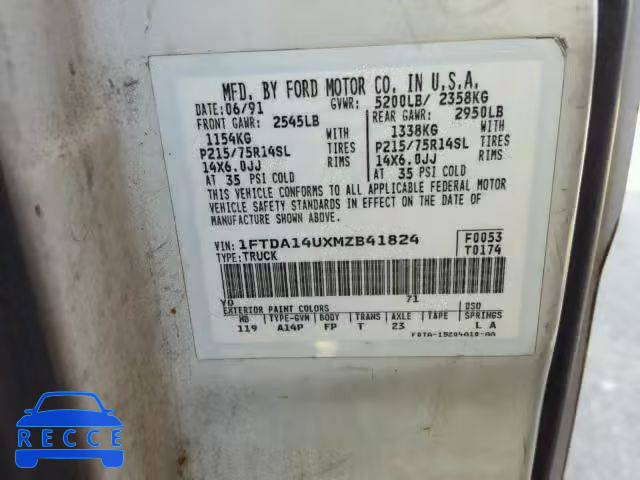 MFD. BY FORD MOTOR CO. IN U.S.A.
DATE: 06/91 GVWR: 5200LB/ 2358KG
FRONT GAWR: 2545LB REAR GAWR: 2950LB
1154KG WITH 1338KG WITH
P215/75R14SL TIRES P215/75R14SL TIRES
14X6.0JJ RIMS 14X6.0JJ RIMS
AT 35 PSI COLD AT 35 PSI COLD
THIS VEHICLE CONFORMS TO ALL APPLICABLE FEDERAL MOTOR
VEHICLE SAFETY STANDARDS IN EFFECT ON THE DATE OF
MANUFACTURE SHOWN ABOVE.
VIN: 1FTDA14UXMZB41824 F0053
TYPE: TRUCK T0174
YO 71
EXTERIOR PAINT COLORS DSO
WB TYPE-GVW BODY TRANS AXLE TAPE SPRINGS
119 A14P FP T 23 L A
RECCE